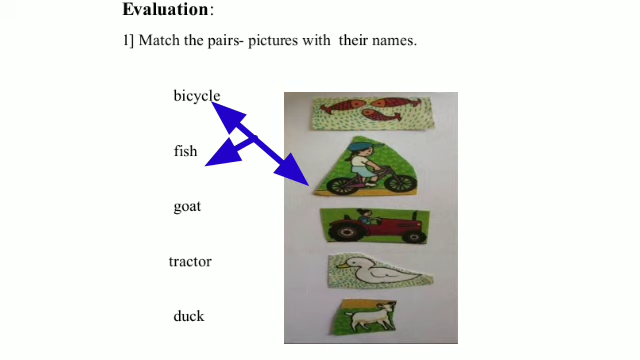 Evaluation:
1] Match the pairs- pictures with their names.
bicycle
fish
goat
tractor
duck